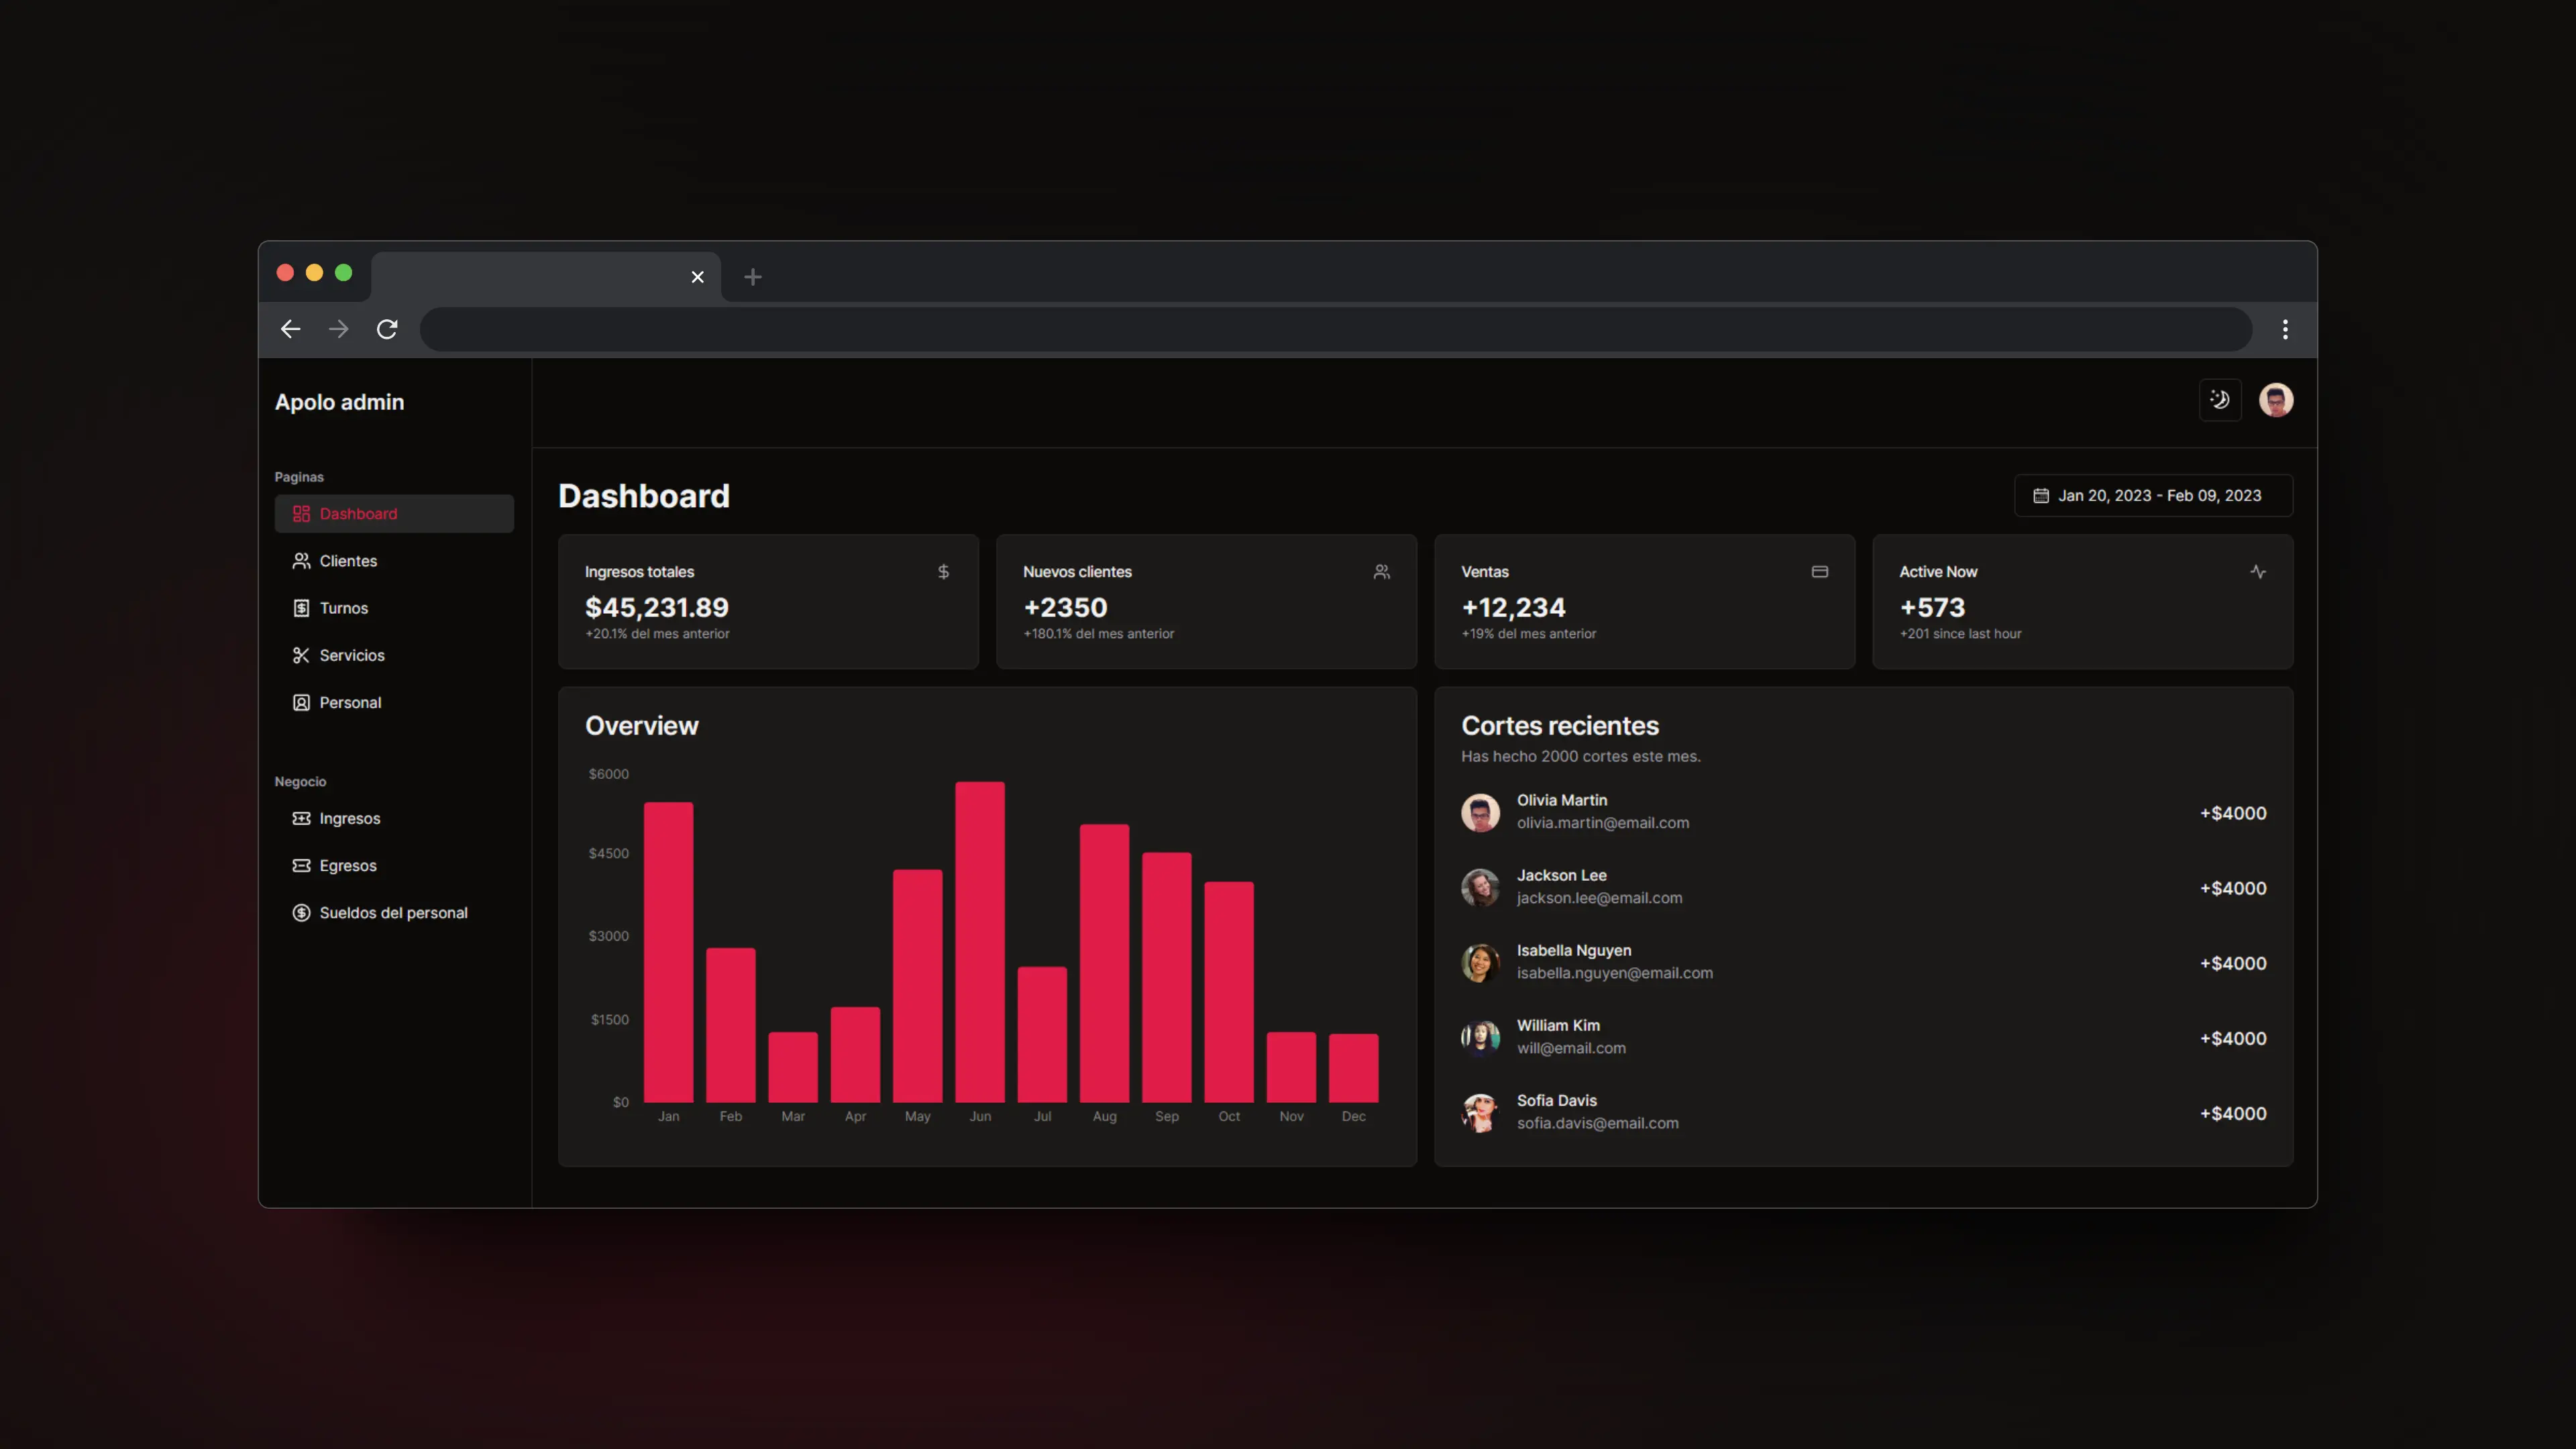 Apolo admin
Paginas
Dashboard
Clientes
Turnos
Servicios
Personal
Negocio
Ingresos
Egresos
Sueldos del personal
Dashboard
Jan 20, 2023 - Feb 09, 2023
Ingresos totales
$45,231.89
+20.1% del mes anterior
Nuevos clientes
+2350
+180.1% del mes anterior
Ventas
+12,234
+19% del mes anterior
Active Now
+573
+201 since last hour
Overview
$6000
$4500
$3000
$1500
$0
Jan Feb Mar Apr May Jun Jul Aug Sep Oct Nov Dec
Cortes recientes
Has hecho 2000 cortes este mes.
Olivia Martin
olivia.martin@email.com
+$4000
Jackson Lee
jackson.lee@email.com
+$4000
Isabella Nguyen
isabella.nguyen@email.com
+$4000
William Kim
will@email.com
+$4000
Sofia Davis
sofia.davis@email.com
+$4000